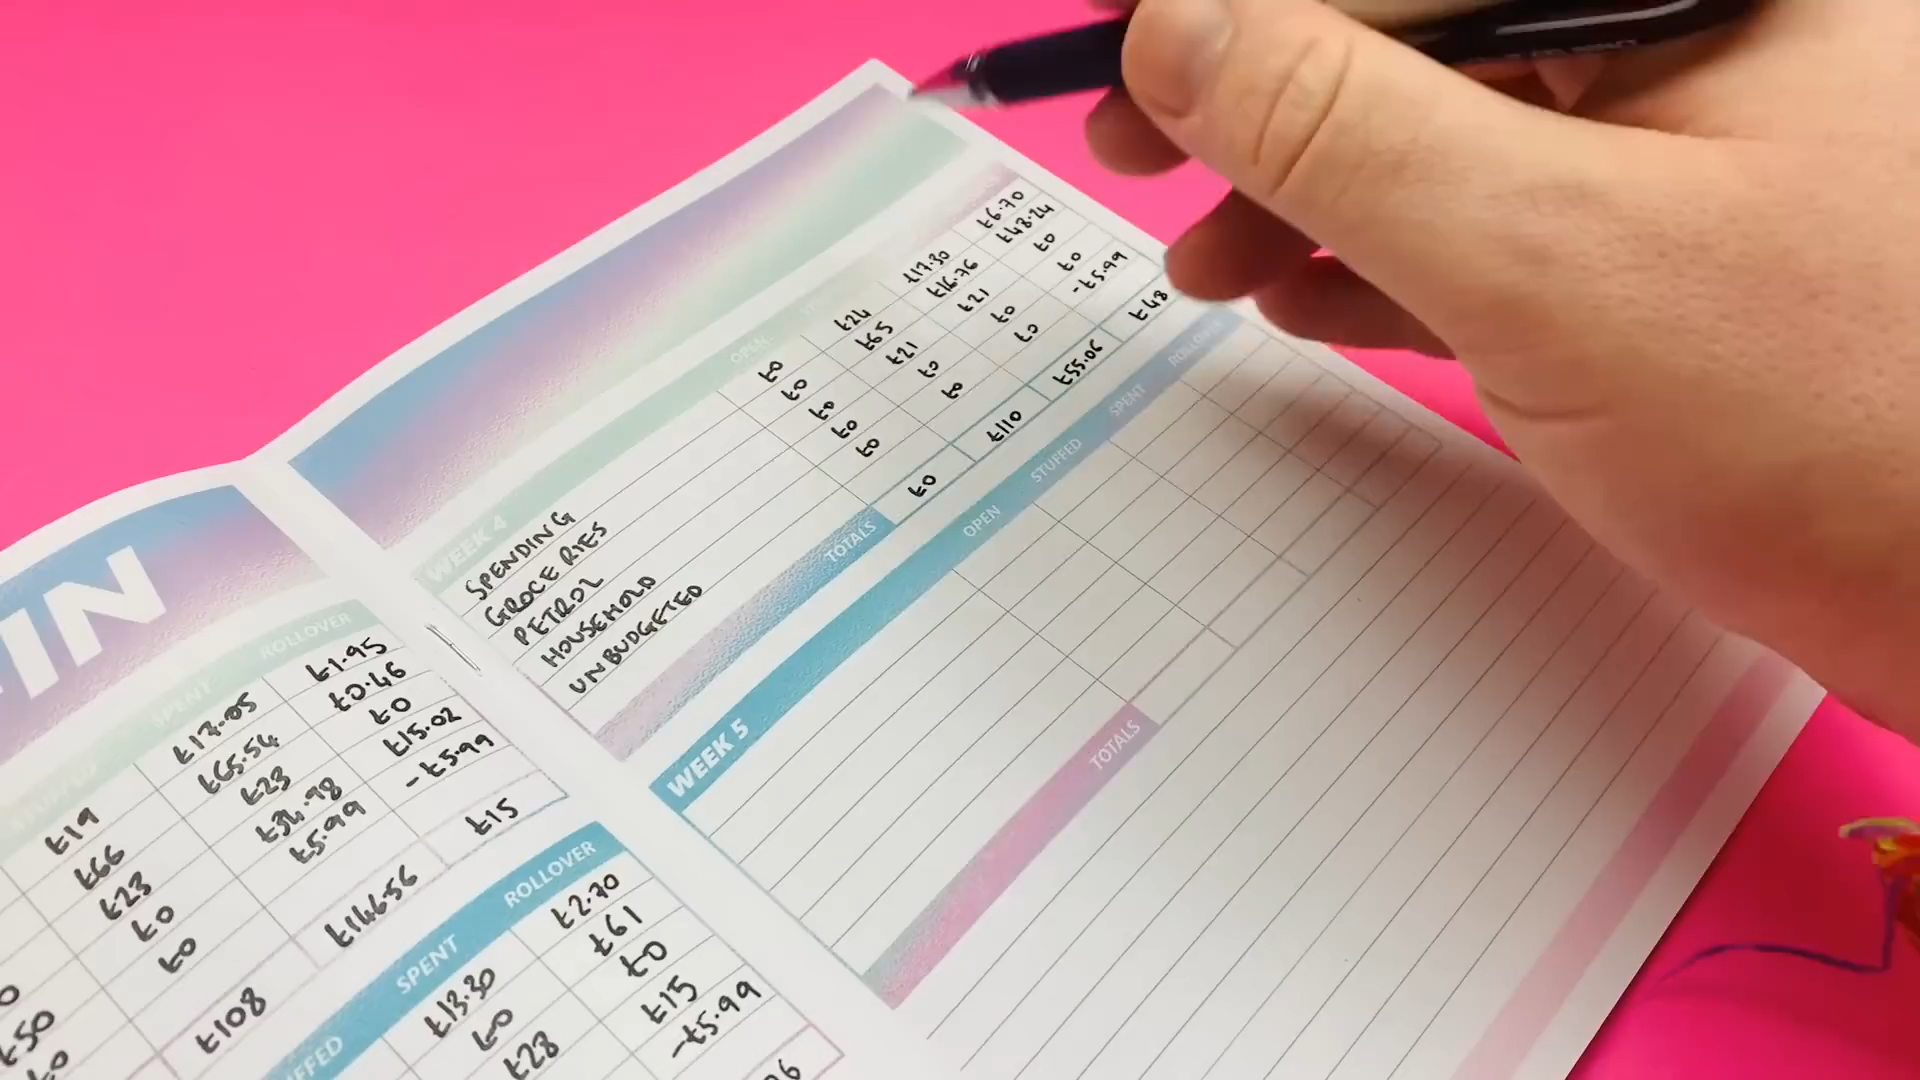 IN
SPENT ROLLOVER
£19 £17.05 £1.95
£66 £65.54 £0.46
£23 £23 £0
£50 £0 £34.98 £15.02
£0 £0 £5.99 -£5.99
£108 £146.56 £15
FFED SPENT ROLLOVER
£13.30 £2.70
£0 £61
£28 £0
£15
-£5.99
06
WEEK 4 OPEN
SPENDING £0 £24 £17.30 £6.70
GROCERIES £0 £65 £16.76 £48.24
PETROL £0 £21 £21 £0
HOUSEHOLD £0 £0 £0 £0
UNBUDGETED £0 £0 £0 -£5.99
TOTALS £0 £110 £55.06 £48
WEEK 5 OPEN STUFFED SPENT ROLLOVER
TOTALS